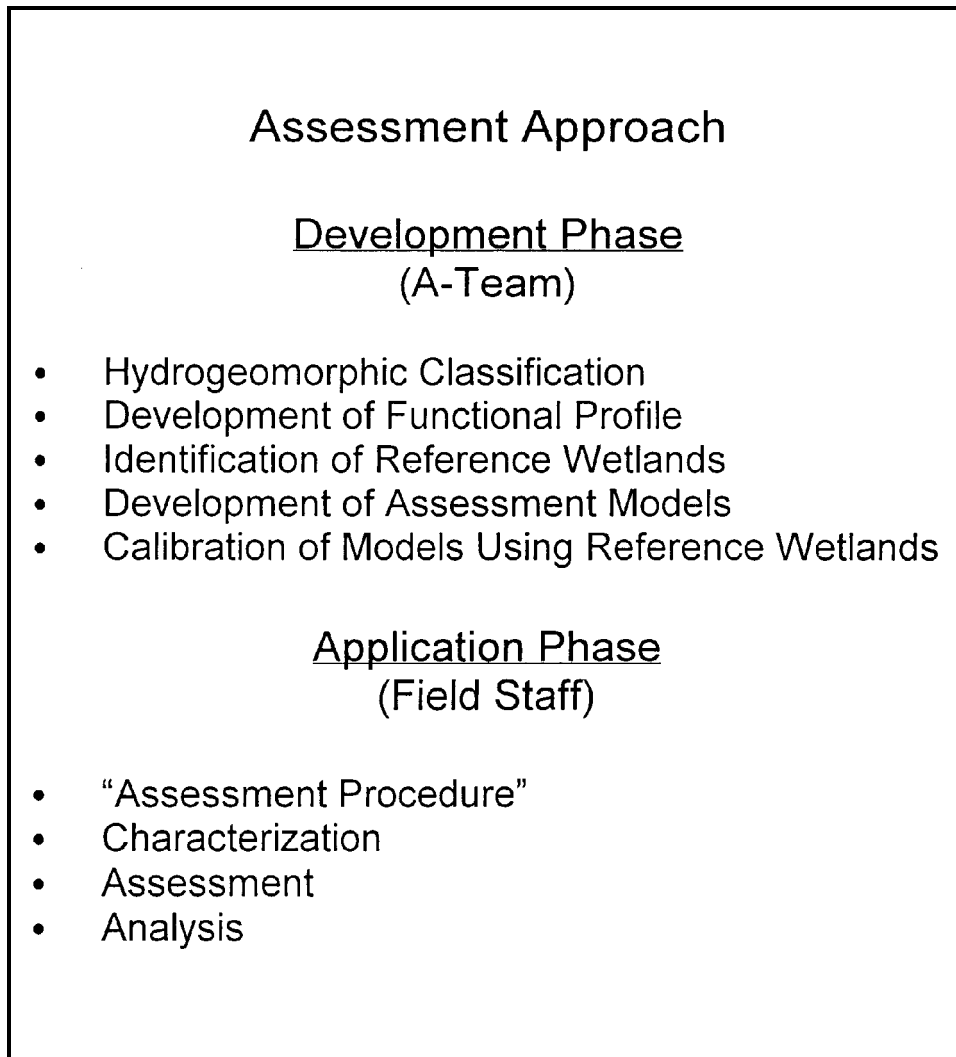 Assessment Approach
Development Phase
(A-Team)
• Hydrogeomorphic Classification
• Development of Functional Profile
• Identification of Reference Wetlands
• Development of Assessment Models
• Calibration of Models Using Reference Wetlands
Application Phase
(Field Staff)
• “Assessment Procedure”
• Characterization
• Assessment
• Analysis